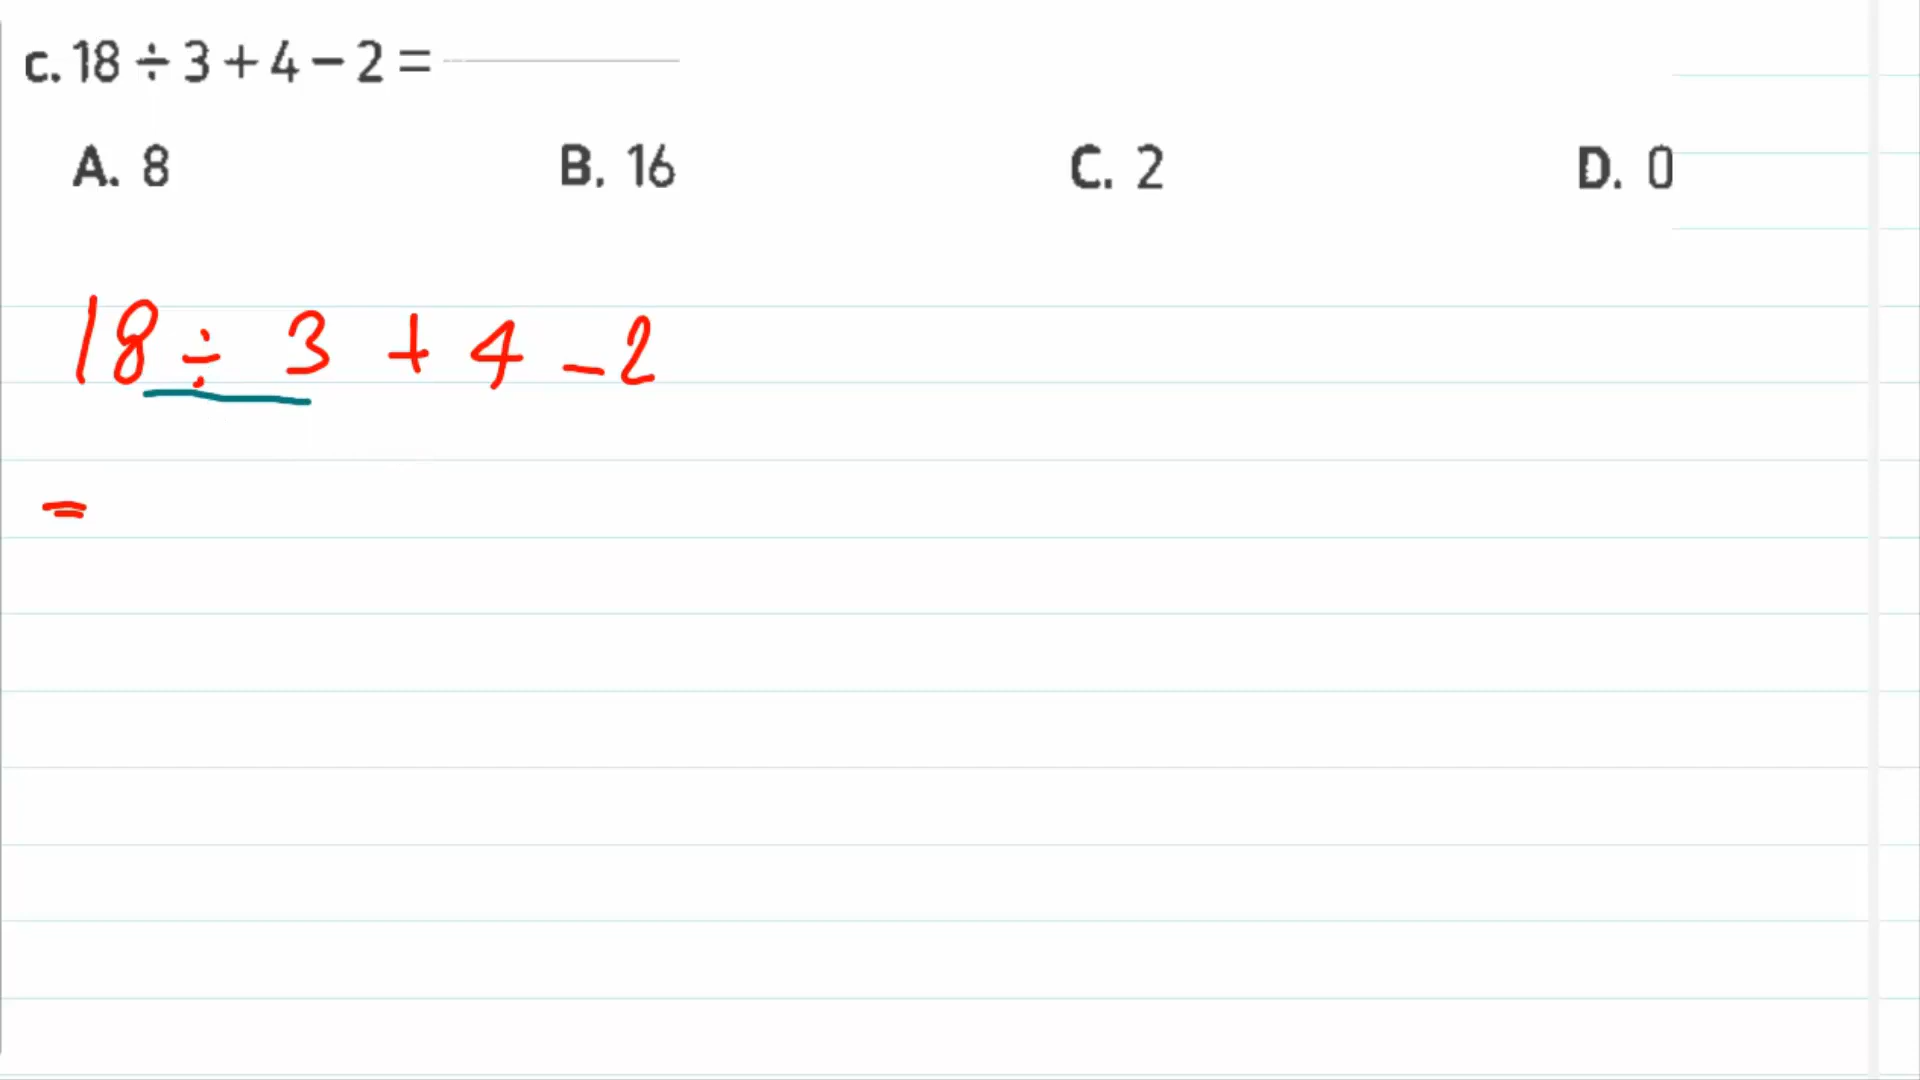 c. 18 ÷ 3 + 4 − 2 =
A. 8 B. 16 C. 2 D. 0
18 ÷ 3 + 4 - 2
=